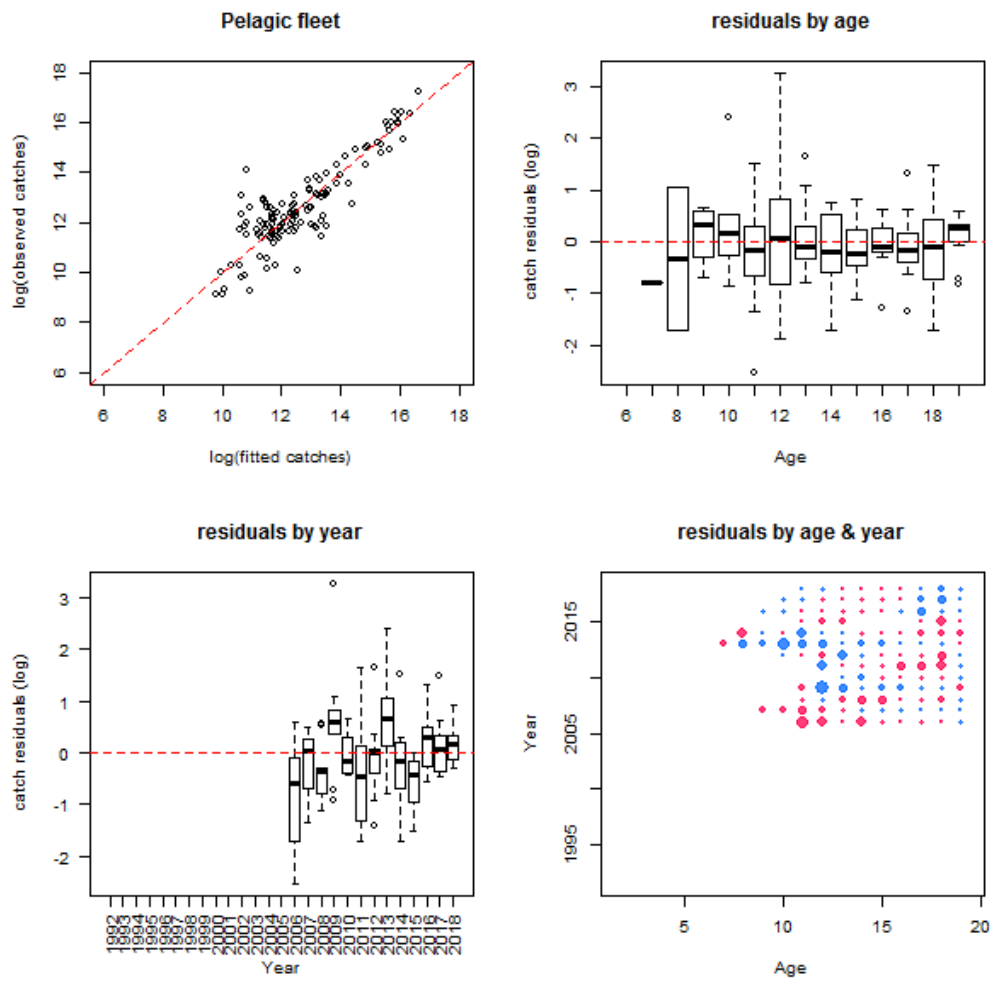 Pelagic fleet
log(observed catches)
18
16
14
12
10
8
6
6 8 10 12 14 16 18
log(fitted catches)
residuals by age
catch residuals (log)
3
2
1
0
-1
-2
6 8 10 12 14 16 18
Age
residuals by year
catch residuals (log)
3
2
1
0
-1
-2
1992 1993 1994 1995 1996 1997 1998 1999 2000 2001 2002 2003 2004 2005 2006 2007 2008 2009 2010 2011 2012 2013 2014 2015 2016 2017 2018
Year
residuals by age & year
Year
2015
2005
1995
5 10 15 20
Age